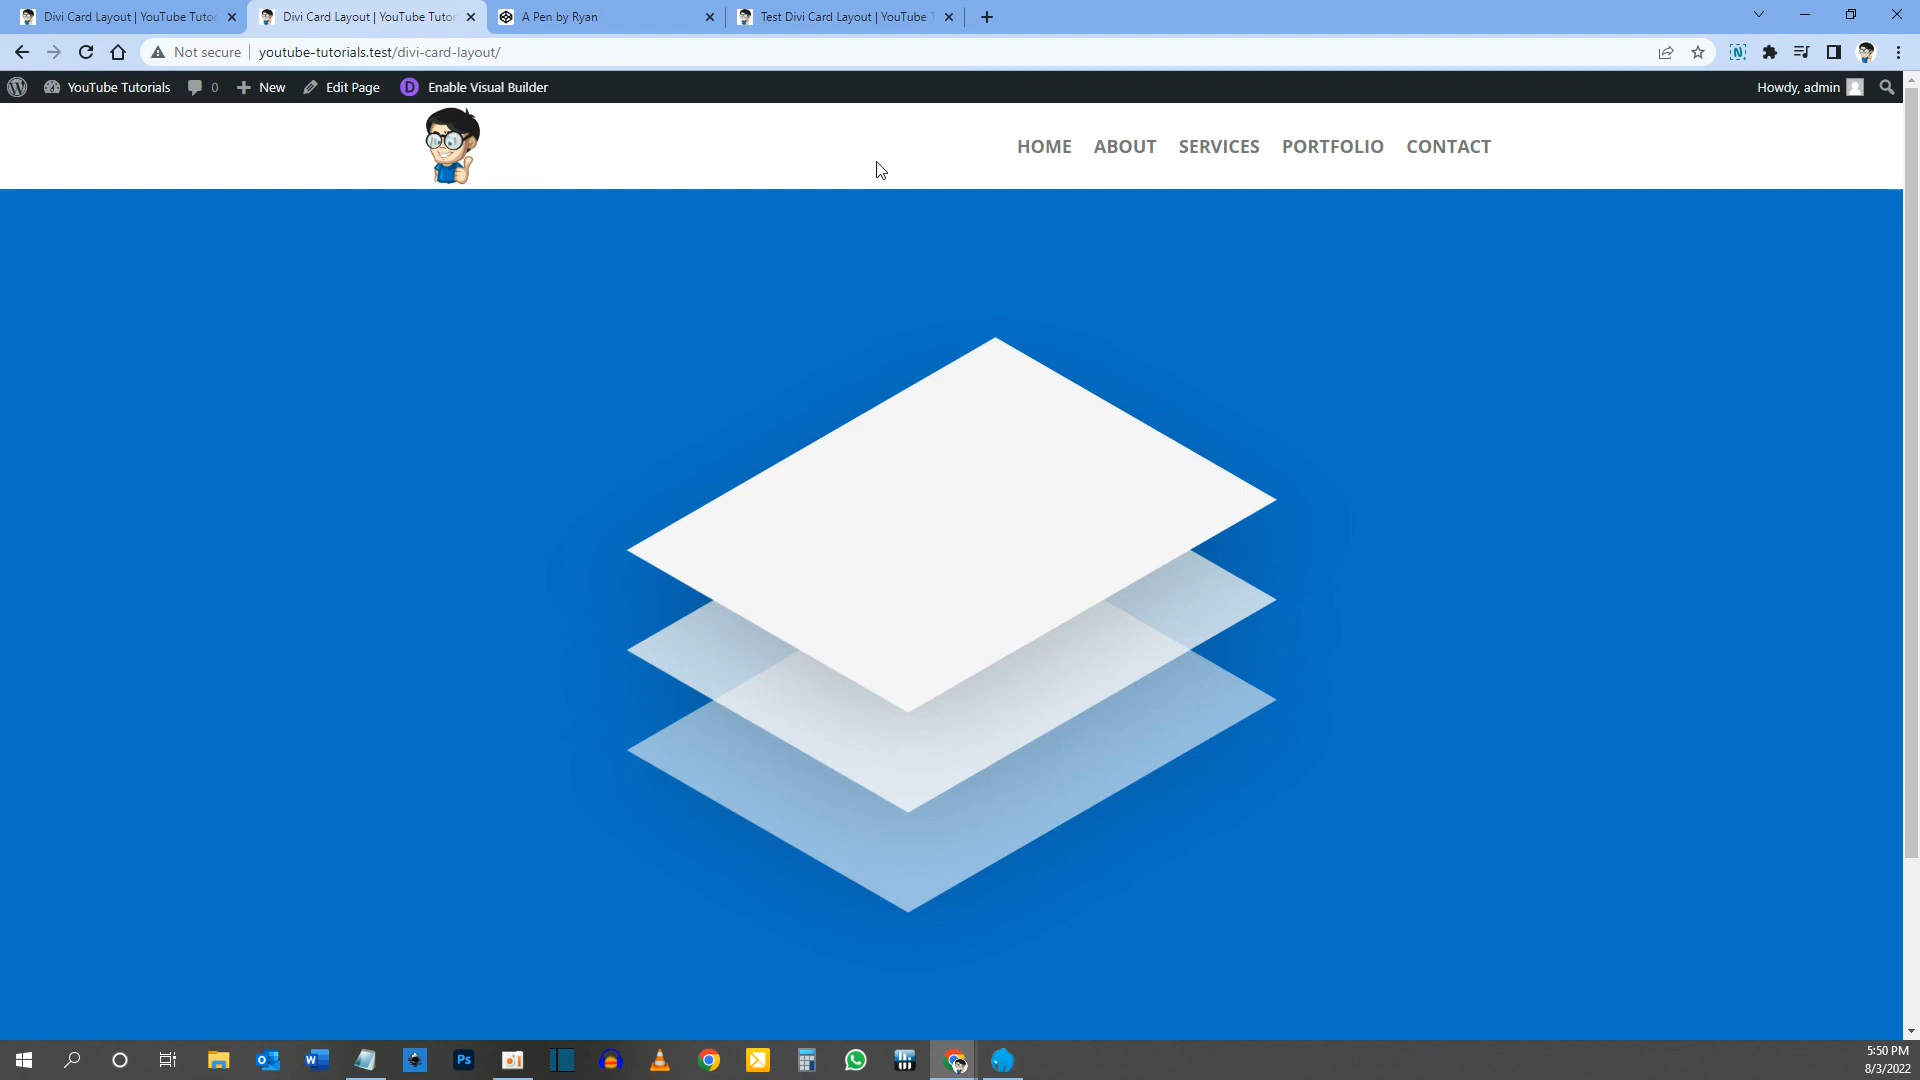 Divi Card Layout | YouTube Tutor
Divi Card Layout | YouTube Tutor
A Pen by Ryan
Test Divi Card Layout | YouTube T
Not secure
youtube-tutorials.test/divi-card-layout/
YouTube Tutorials
0
New
Edit Page
D Enable Visual Builder
Howdy, admin
HOME ABOUT SERVICES PORTFOLIO CONTACT
5:50 PM
8/3/2022